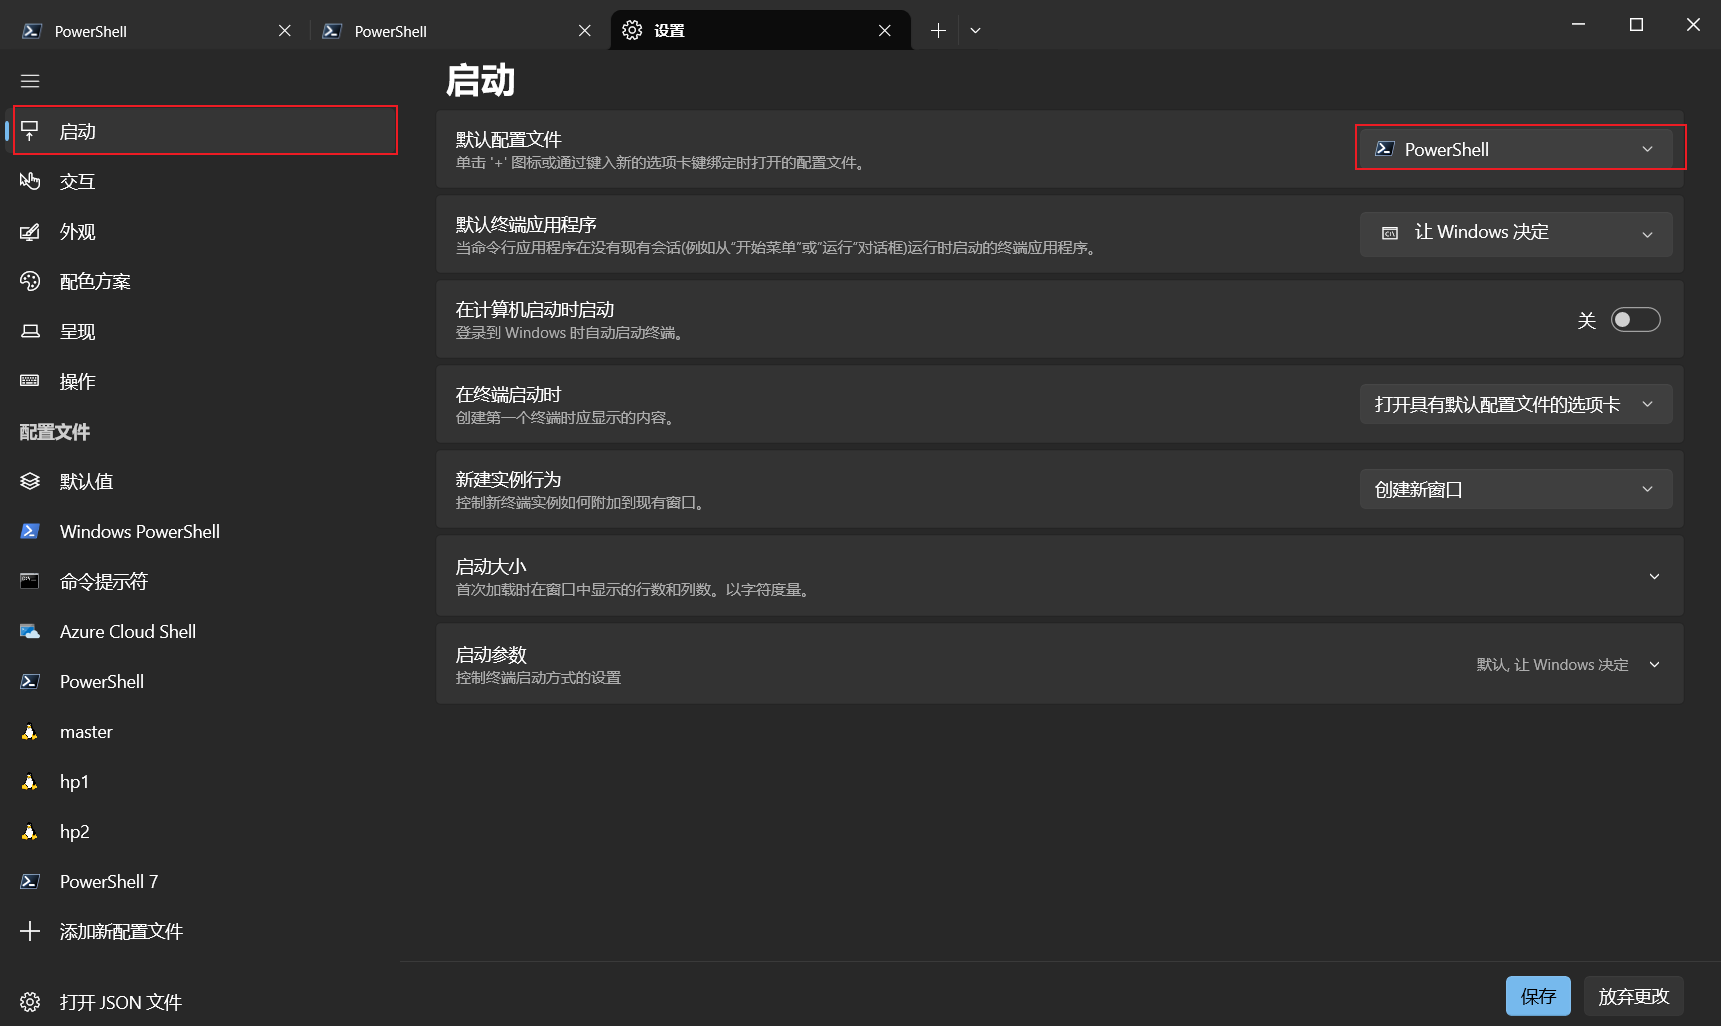 PowerShell
PowerShell
设置
启动
交互
外观
配色方案
呈现
操作
配置文件
默认值
Windows PowerShell
命令提示符
Azure Cloud Shell
PowerShell
master
hp1
hp2
PowerShell 7
添加新配置文件
打开 JSON 文件
启动
默认配置文件
单击 '+' 图标或通过键入新的选项卡键绑定时打开的配置文件。
PowerShell
默认终端应用程序
当命令行应用程序在没有现有会话(例如从“开始菜单”或”运行”对话框)运行时启动的终端应用程序。
让 Windows 决定
在计算机启动时启动
登录到 Windows 时自动启动终端。
关
在终端启动时
创建第一个终端时应显示的内容。
打开具有默认配置文件的选项卡
新建实例行为
控制新终端实例如何附加到现有窗口。
创建新窗口
启动大小
首次加载时在窗口中显示的行数和列数。以字符度量。
启动参数
控制终端启动方式的设置
默认, 让 Windows 决定
保存
放弃更改